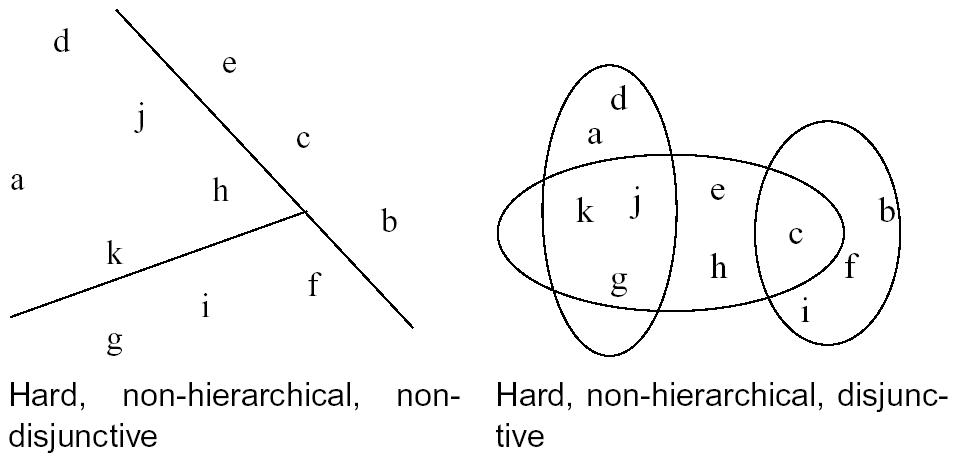 d
e
j
c
a
h
b
k
f
i
g
d
a
k j e
b
c
g h f
i
Hard, non-hierarchical, non-
disjunctive
Hard, non-hierarchical, disjunc-
tive